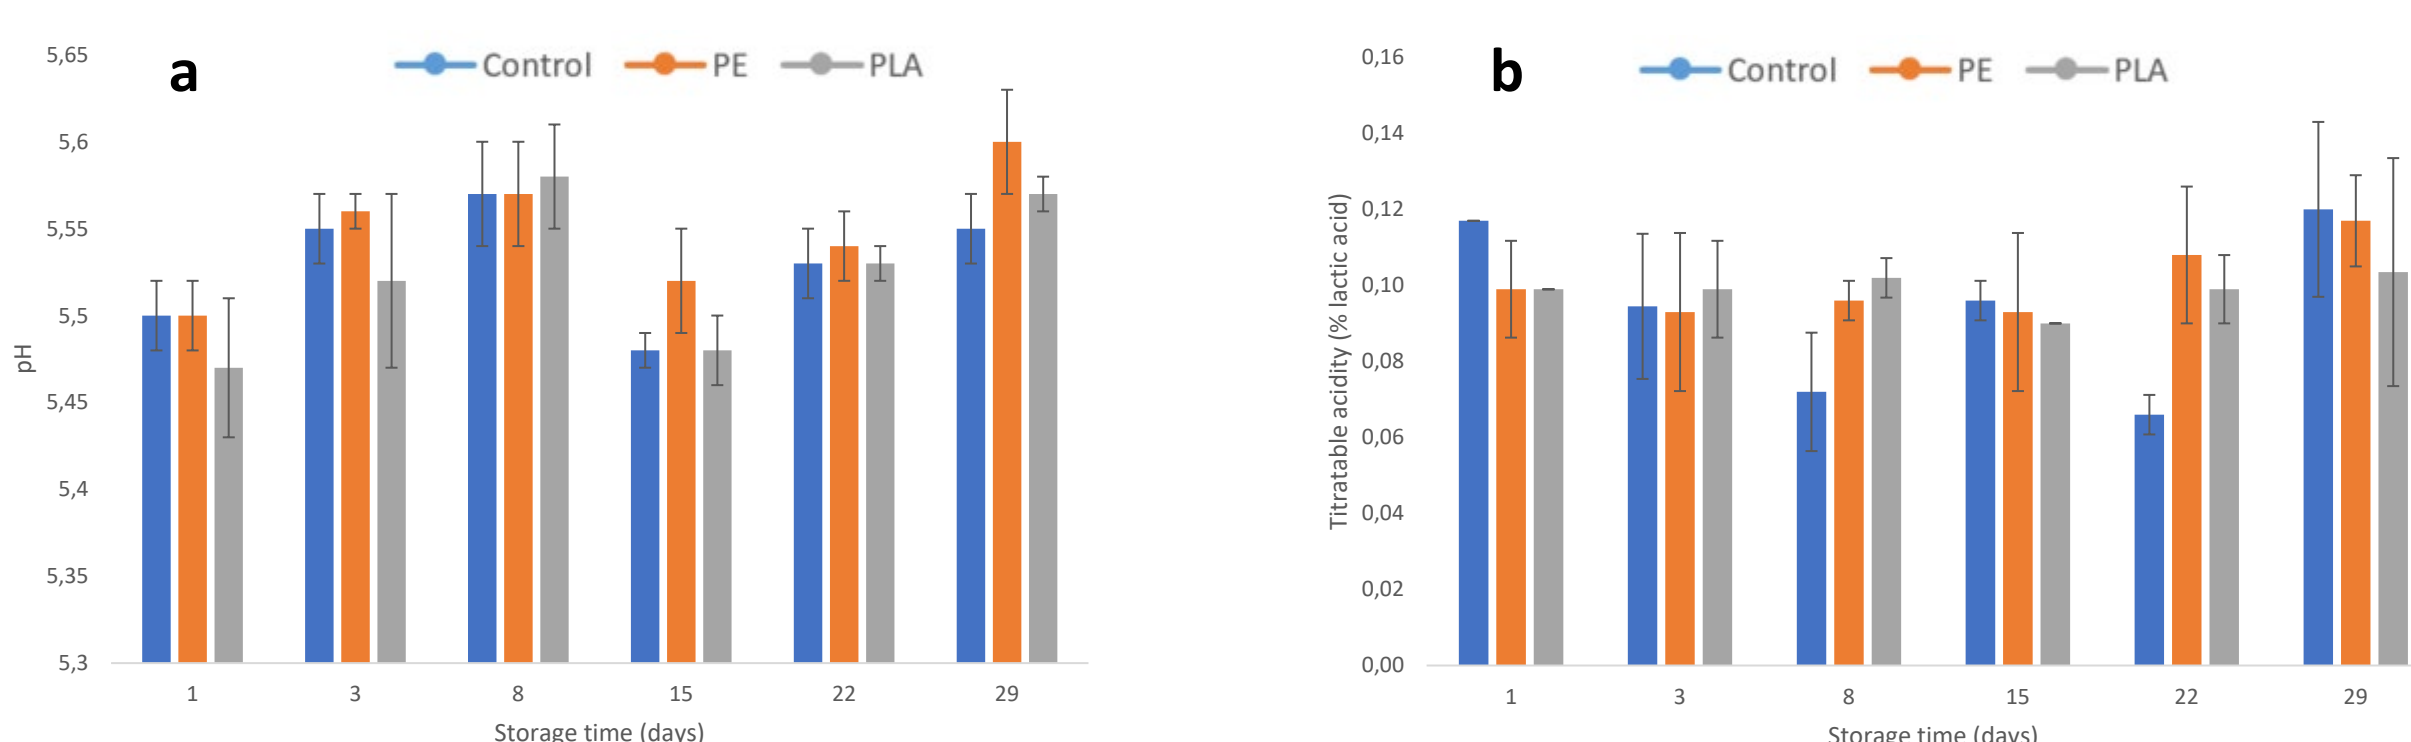 a
Control PE PLA
5,65
5,6
5,55
5,5
5,45
5,4
5,35
5,3
pH
1 3 8 15 22 29
Storage time (days)
b
Control PE PLA
0,16
0,14
0,12
0,10
0,08
0,06
0,04
0,02
0,00
Titratable acidity (% lactic acid)
1 3 8 15 22 29
Storage time (days)